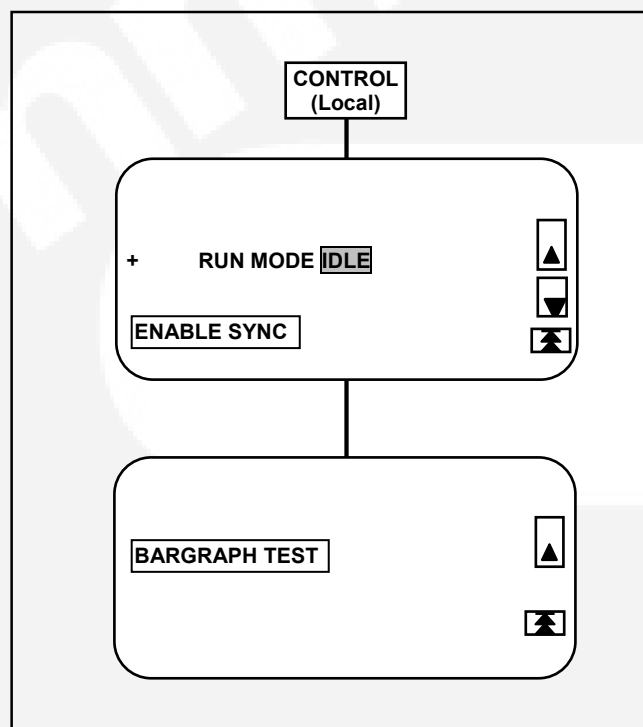 CONTROL
(Local)
+ RUN MODE IDLE
ENABLE SYNC
BARGRAPH TEST